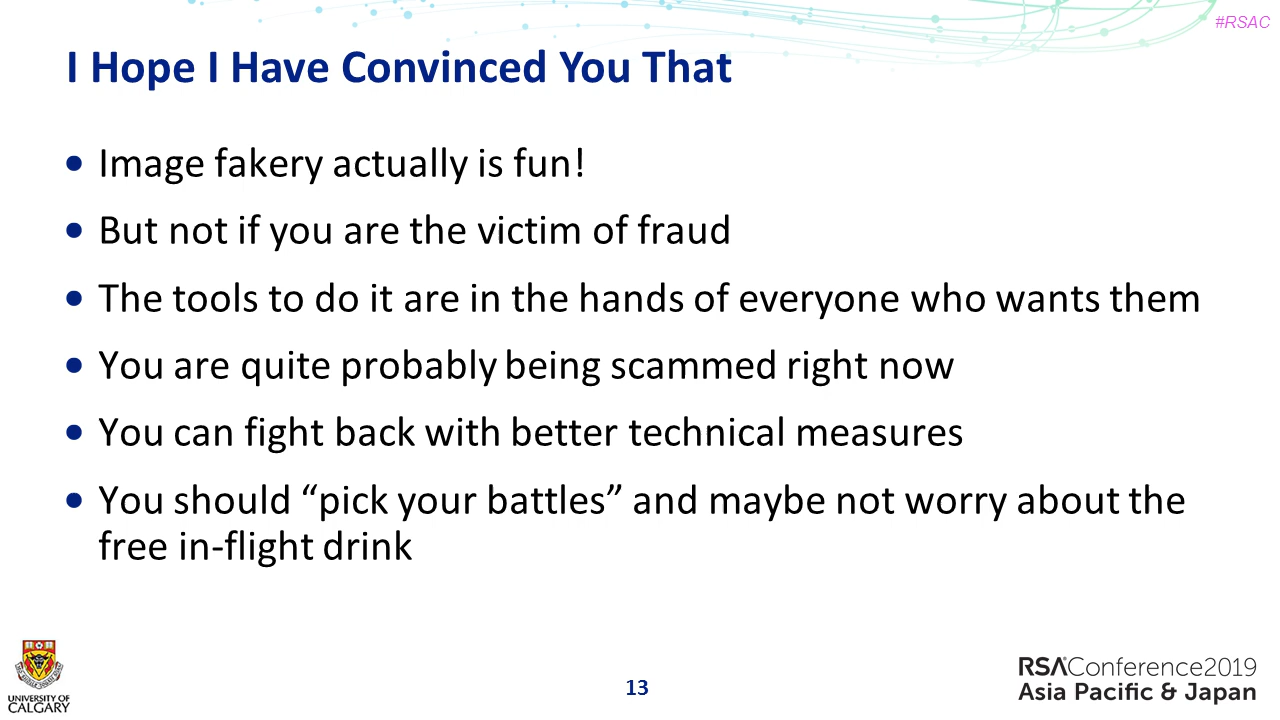 #RSAC
I Hope I Have Convinced You That
• Image fakery actually is fun!
• But not if you are the victim of fraud
• The tools to do it are in the hands of everyone who wants them
• You are quite probably being scammed right now
• You can fight back with better technical measures
• You should “pick your battles” and maybe not worry about the
free in-flight drink
UNIVERSITY OF
CALGARY
13
RSA®Conference2019
Asia Pacific & Japan